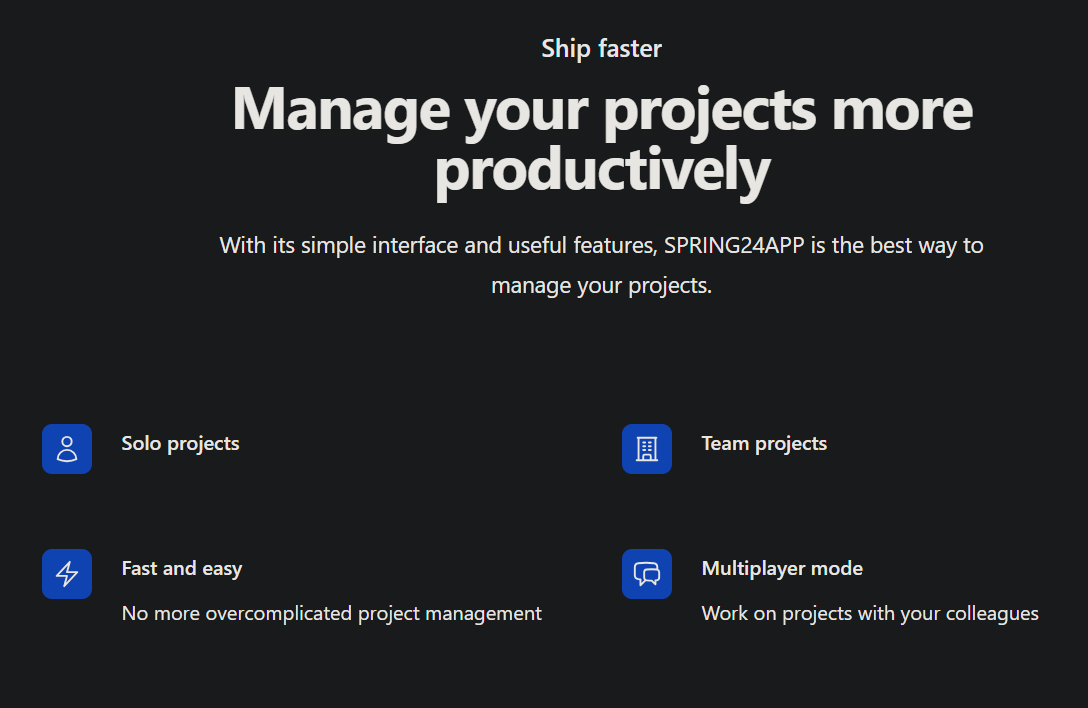 Ship faster
Manage your projects more
productively
With its simple interface and useful features, SPRING24APP is the best way to
manage your projects.
Solo projects
Team projects
Fast and easy
No more overcomplicated project management
Multiplayer mode
Work on projects with your colleagues